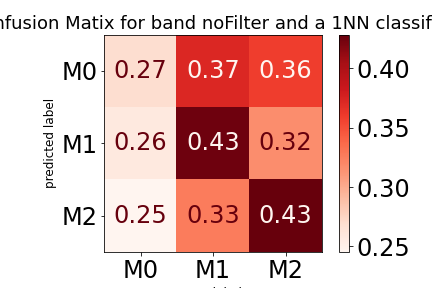 nfusion Matix for band noFilter and a 1NN classif
predicted label
M0 0.27 0.37 0.36
M1 0.26 0.43 0.32
M2 0.25 0.33 0.43
M0 M1 M2
0.40
0.35
0.30
0.25